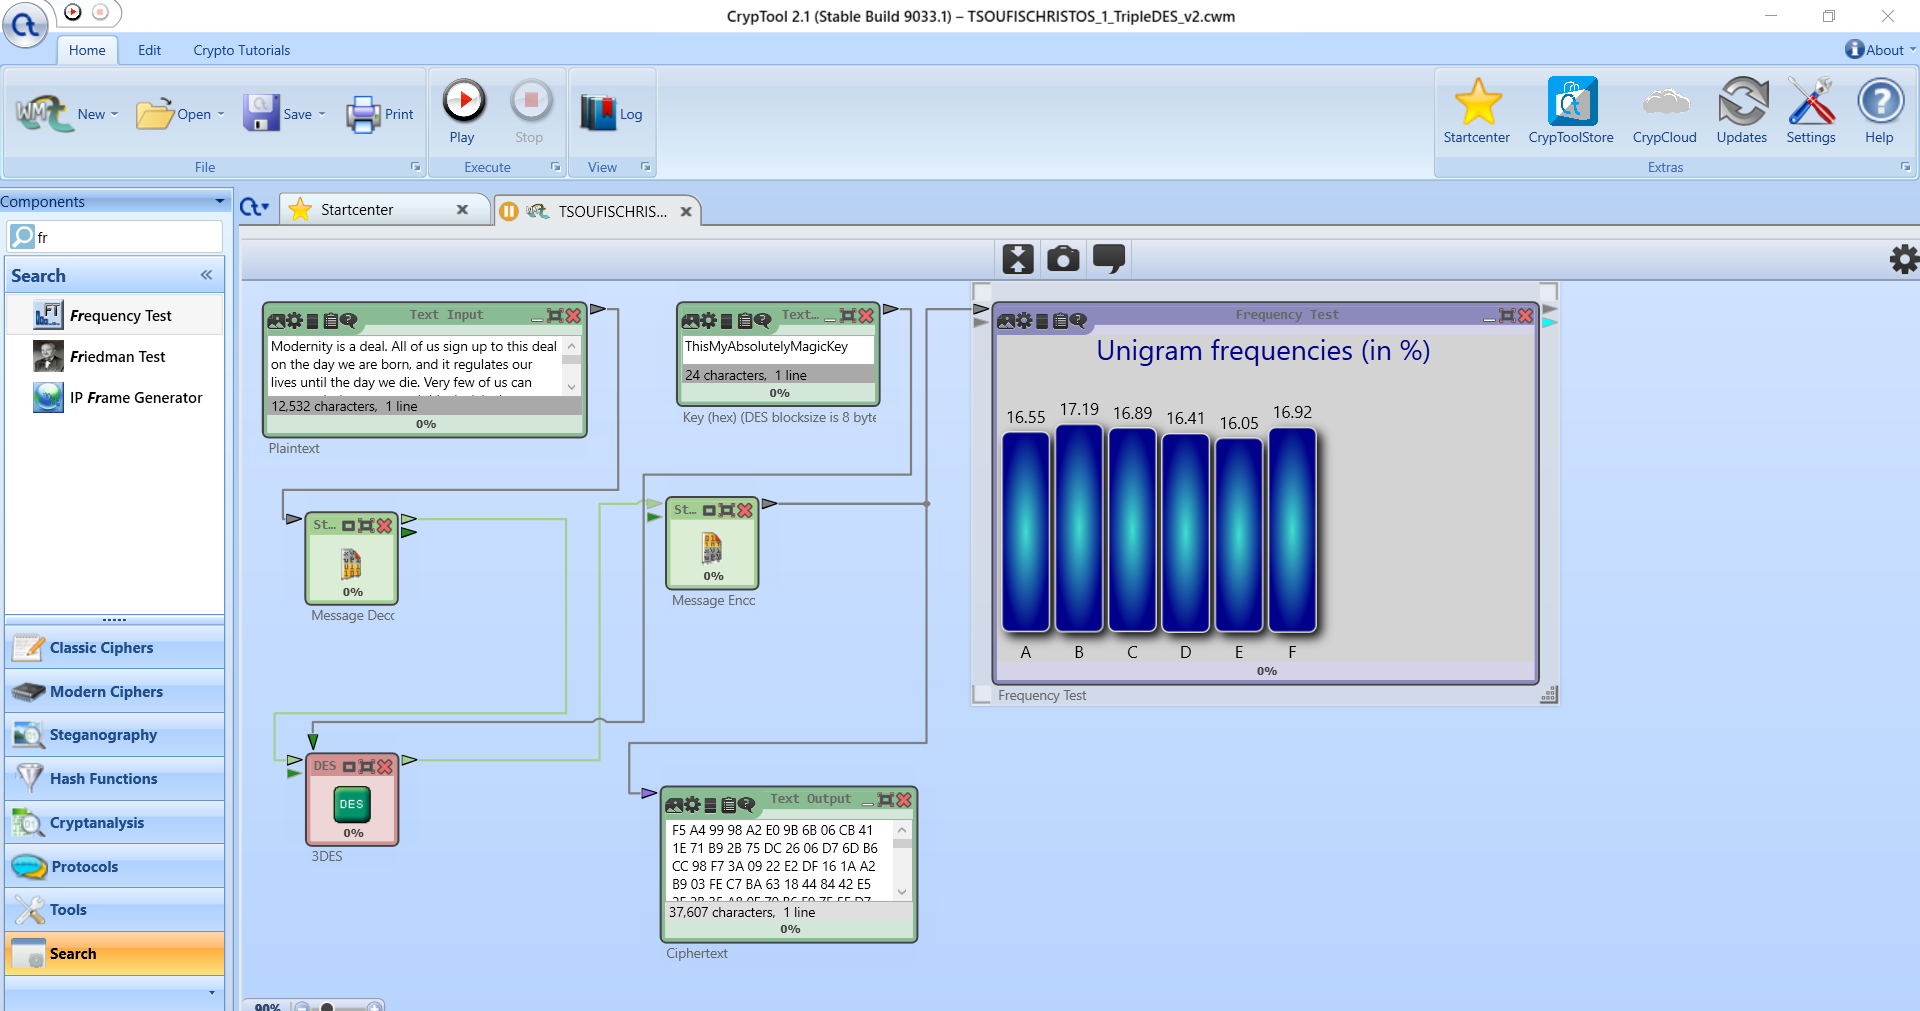 CrypTool 2.1 (Stable Build 9033.1) – TSOUFISCHRISTOS_1_TripleDES_v2.cwm
Home Edit Crypto Tutorials About
New Open Save Print Play Stop Log Startcenter CrypToolStore CrypCloud Updates Settings Help
File Execute View Extras
Components
Startcenter TSOUFISCHRIS...
fr
Search
Frequency Test
Friedman Test
IP Frame Generator
Classic Ciphers
Modern Ciphers
Steganography
Hash Functions
Cryptanalysis
Protocols
Tools
Search
Text Input
Modernity is a deal. All of us sign up to this deal
on the day we are born, and it regulates our
lives until the day we die. Very few of us can
12,532 characters, 1 line
0%
Plaintext
Text...
ThisMyAbsolutelyMagicKey
24 characters, 1 line
0%
Key (hex) (DES blocksize is 8 byte
St...
0%
Message Decc
St...
0%
Message Encc
DES
DES
0%
3DES
Text Output
F5 A4 99 98 A2 E0 9B 6B 06 CB 41
1E 71 B9 2B 75 DC 26 06 D7 6D B6
CC 98 F7 3A 09 22 E2 DF 16 1A A2
B9 03 FE C7 BA 63 18 44 84 42 E5
37,607 characters, 1 line
0%
Ciphertext
Frequency Test
Unigram frequencies (in %)
16.55 17.19 16.89 16.41 16.05 16.92
A B C D E F
0%
Frequency Test
90%